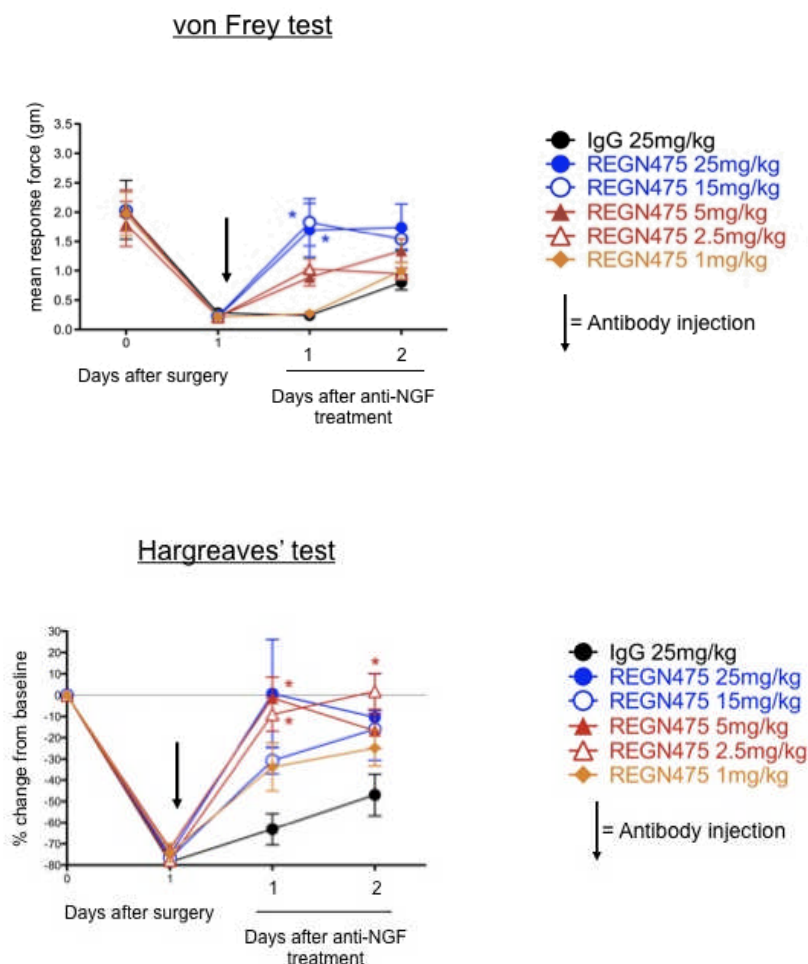 von Frey test
mean response force (gm)
3.5
3.0
2.5
2.0
1.5
1.0
0.5
0.0
0
1
1
2
Days after surgery
Days after anti-NGF
treatment
IgG 25mg/kg
REGN475 25mg/kg
REGN475 15mg/kg
REGN475 5mg/kg
REGN475 2.5mg/kg
REGN475 1mg/kg
= Antibody injection
* *
Hargreaves' test
% change from baseline
30
20
10
0
-10
-20
-30
-40
-50
-60
-70
-80
0
1
1
2
Days after surgery
Days after anti-NGF
treatment
* * *
IgG 25mg/kg
REGN475 25mg/kg
REGN475 15mg/kg
REGN475 5mg/kg
REGN475 2.5mg/kg
REGN475 1mg/kg
= Antibody injection